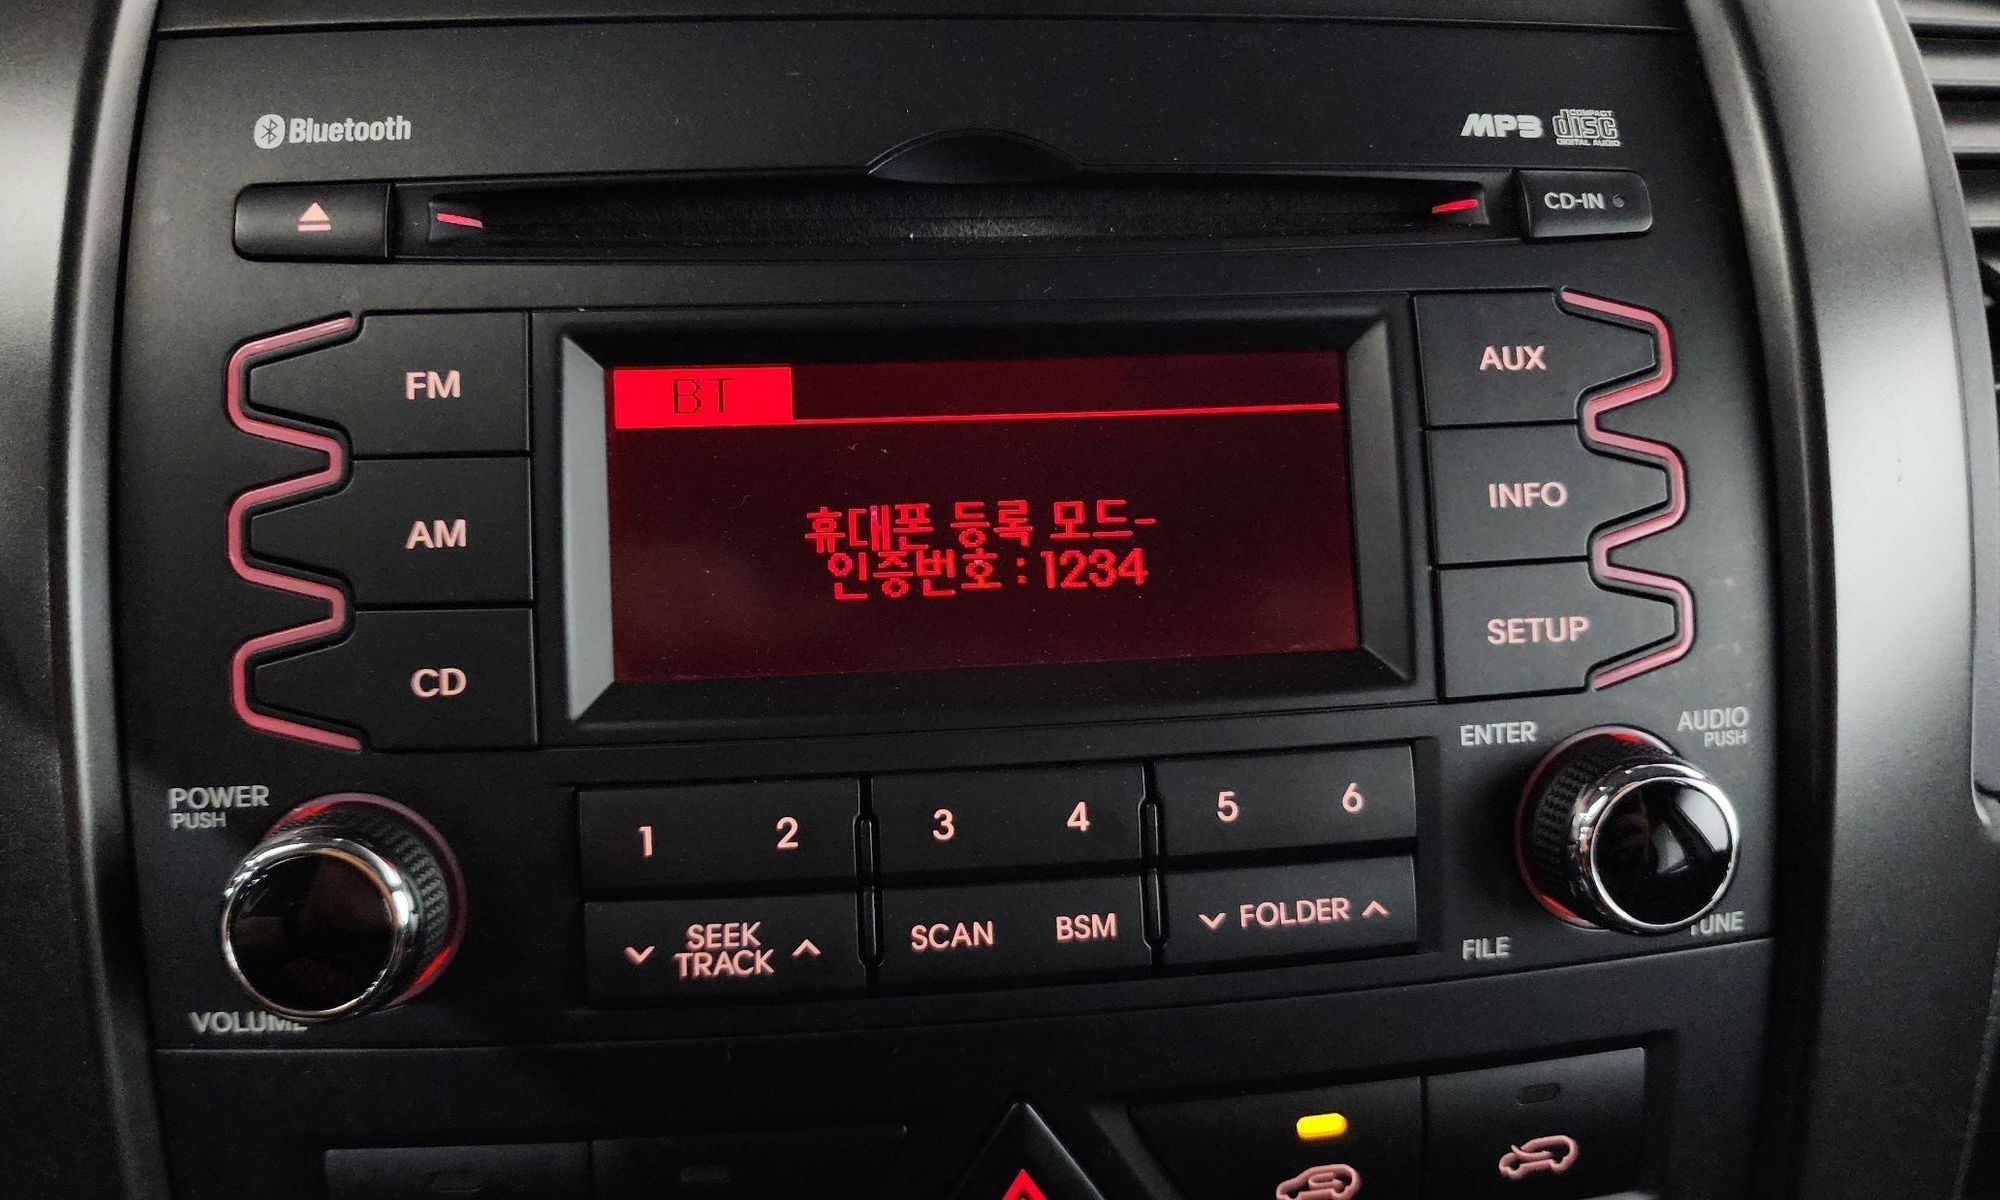 Bluetooth
MP3 COMPACT disc DIGITAL AUDIO
CD-IN
FM
AM
CD
BT
휴대폰 등록 모드-
인증번호 : 1234
AUX
INFO
SETUP
POWER
PUSH
VOLUME
1 2 3 4 5 6
SEEK
TRACK
SCAN BSM
FOLDER
ENTER
AUDIO
PUSH
FILE
TUNE